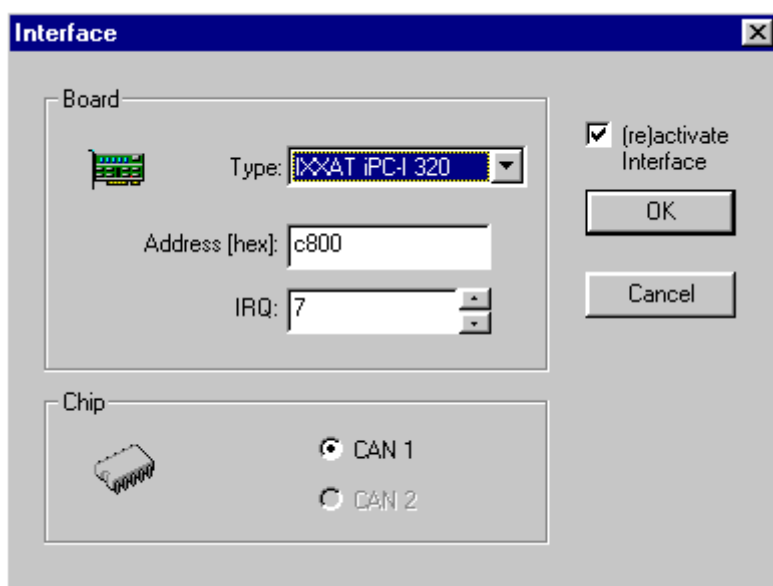 Interface
Board
Type: IXXAT iPC-I 320
Address [hex]: c800
IRQ: 7
(re)activate
Interface
OK
Cancel
Chip
CAN 1
CAN 2